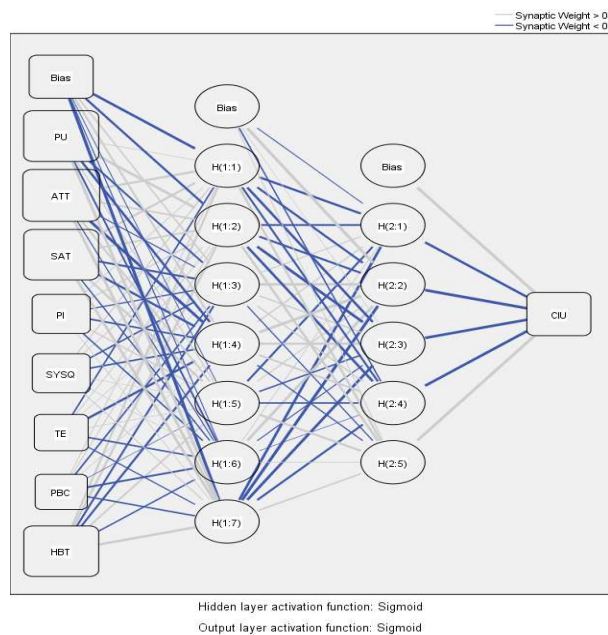 Synaptic Weight > 0
Synaptic Weight < 0
Bias
PU
ATT
SAT
PI
SYSQ
TE
PBC
HBT
Bias
H(1:1)
H(1:2)
H(1:3)
H(1:4)
H(1:5)
H(1:6)
H(1:7)
Bias
H(2:1)
H(2:2)
H(2:3)
H(2:4)
H(2:5)
CIU
Hidden layer activation function: Sigmoid
Output layer activation function: Sigmoid